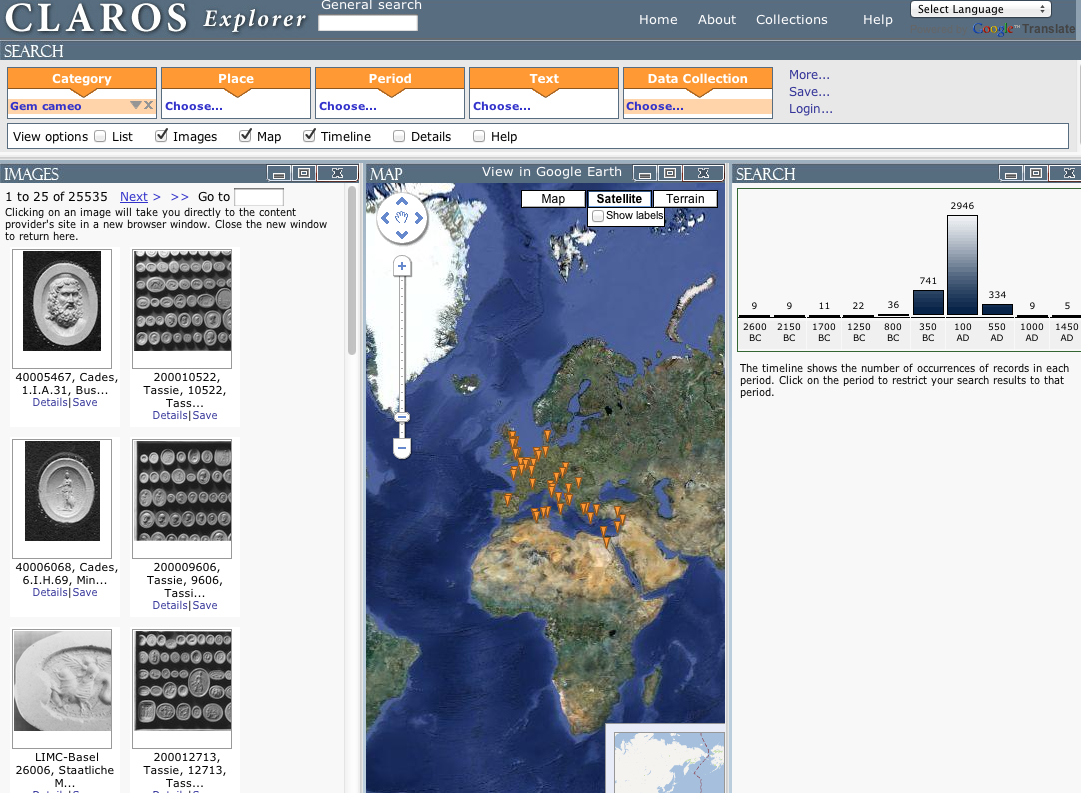 CLAROS Explorer
General search
Home About Collections Help
Select Language
Google™ Translate
SEARCH
Category Place Period Text Data Collection
Gem cameo Choose... Choose... Choose... Choose...
More...
Save...
Login...
View options List Images Map Timeline Details Help
IMAGES
1 to 25 of 25535 Next > >> Go to
Clicking on an image will take you directly to the content
provider's site in a new browser window. Close the new window
to return here.
40005467, Cades,
1.I.A.31, Bus...
Details|Save
200010522,
Tassie, 10522,
Tass...
Details|Save
40006068, Cades,
6.I.H.69, Min...
Details|Save
200009606,
Tassie, 9606,
Tassi...
Details|Save
LIMC-Basel
26006, Staatliche
M...
Details|Save
200012713,
Tassie, 12713,
Tass...
Details|Save
MAP View in Google Earth
Map Satellite Terrain
Show labels
SEARCH
9 9 11 22 36 741 2946 334 9 5
2600 2150 1700 1250 800 350 100 550 1000 1450
BC BC BC BC BC BC AD AD AD AD
The timeline shows the number of occurrences of records in each
period. Click on the period to restrict your search results to that
period.